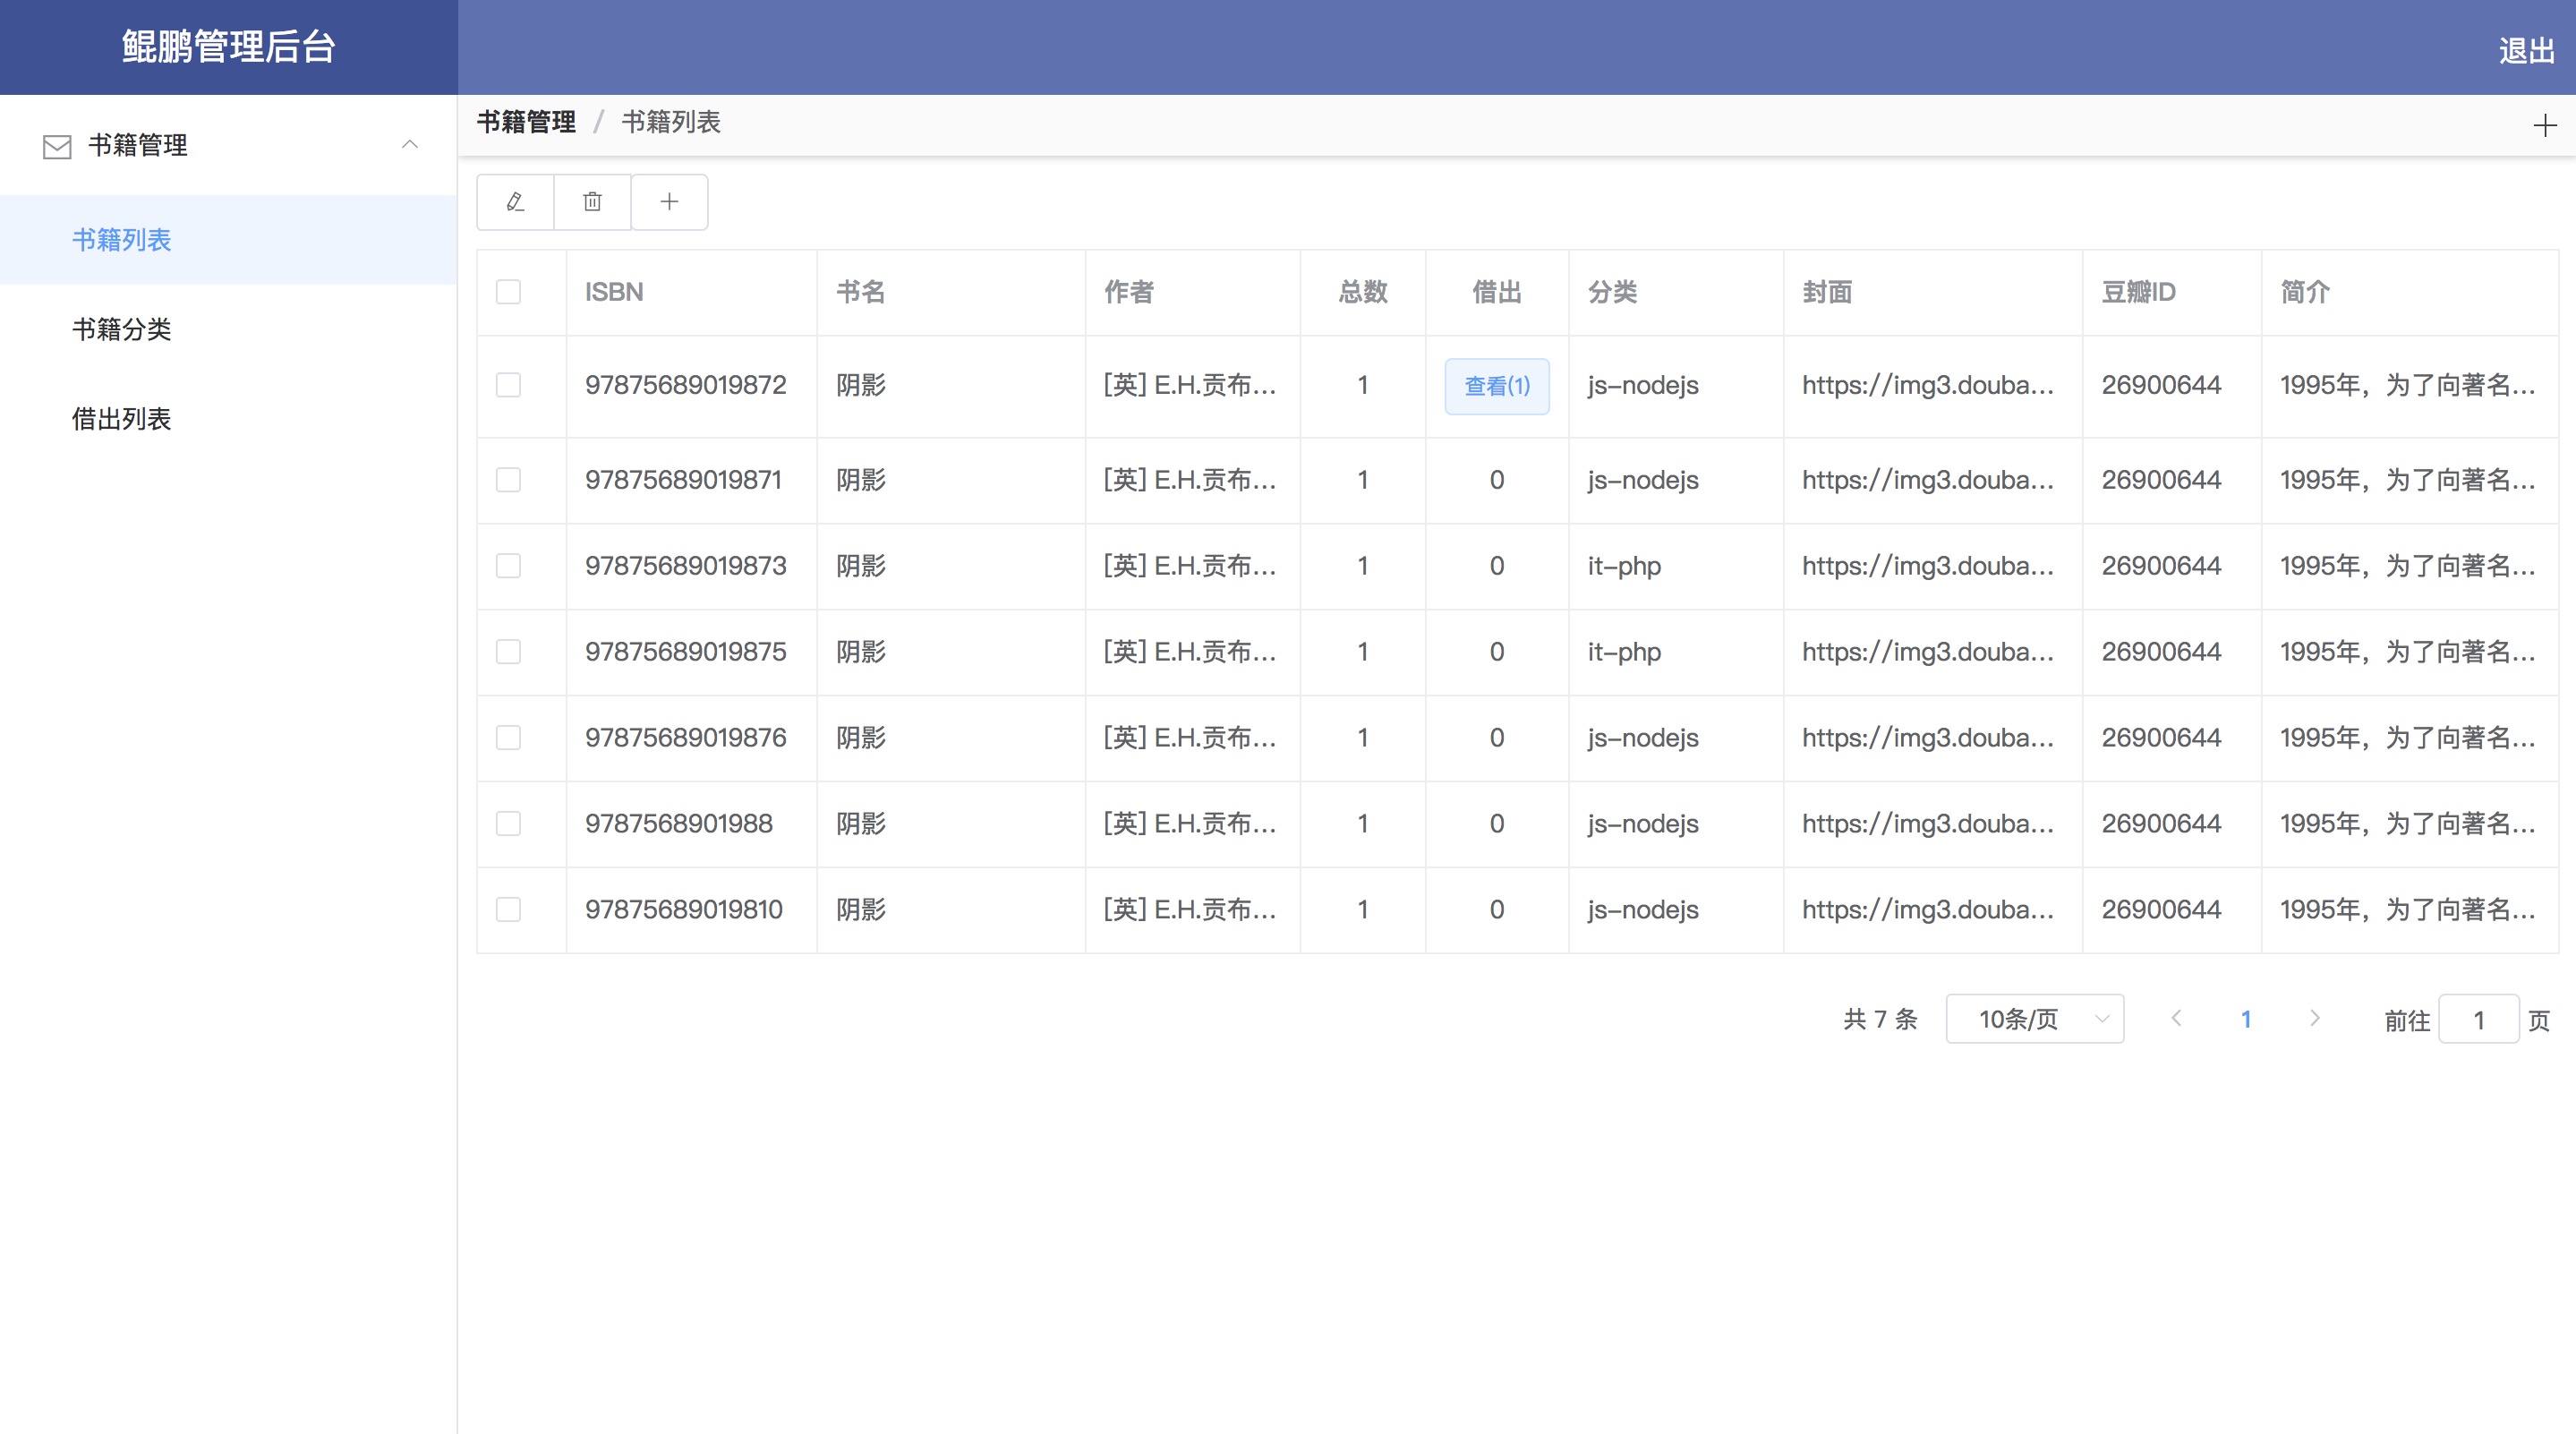 鲲鹏管理后台
退出
书籍管理
书籍列表
书籍分类
借出列表
书籍管理 / 书籍列表
ISBN 书名 作者 总数 借出 分类 封面 豆瓣ID 简介
97875689019872 阴影 [英] E.H.贡布... 1 查看(1) js-nodejs https://img3.douba... 26900644 1995年，为了向著名...
97875689019871 阴影 [英] E.H.贡布... 1 0 js-nodejs https://img3.douba... 26900644 1995年，为了向著名...
97875689019873 阴影 [英] E.H.贡布... 1 0 it-php https://img3.douba... 26900644 1995年，为了向著名...
97875689019875 阴影 [英] E.H.贡布... 1 0 it-php https://img3.douba... 26900644 1995年，为了向著名...
97875689019876 阴影 [英] E.H.贡布... 1 0 js-nodejs https://img3.douba... 26900644 1995年，为了向著名...
9787568901988 阴影 [英] E.H.贡布... 1 0 js-nodejs https://img3.douba... 26900644 1995年，为了向著名...
97875689019810 阴影 [英] E.H.贡布... 1 0 js-nodejs https://img3.douba... 26900644 1995年，为了向著名...
共 7 条 10条/页 1 前往 1 页